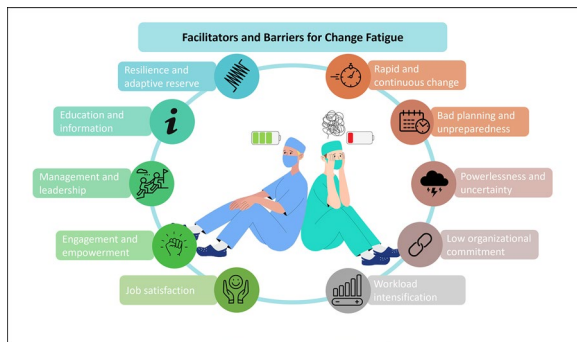 Facilitators and Barriers for Change Fatigue
Resilience and
adaptive reserve
Education and
information
Management and
leadership
Engagement and
empowerment
Job satisfaction
Rapid and
continuous change
Bad planning and
unpreparedness
Powerlessness and
uncertainty
Low organizational
commitment
Workload
intensification